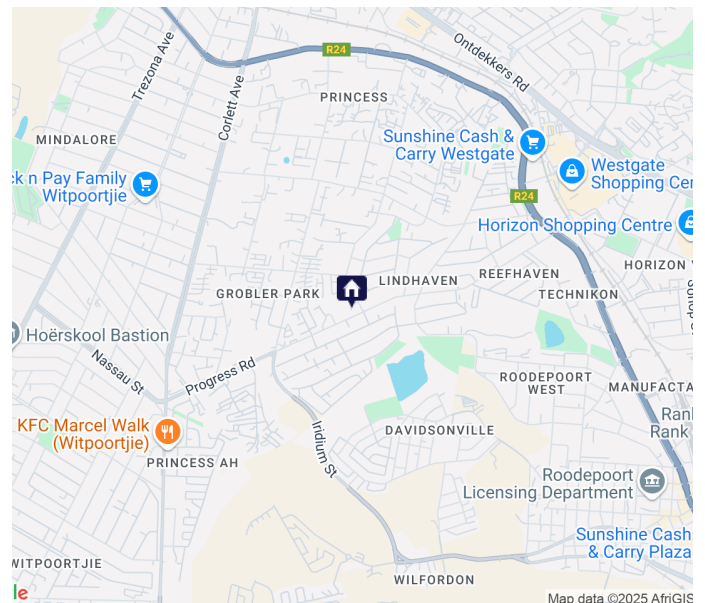 R24
Ontdekkers Rd
Trezona Ave
Corlett Ave
PRINCESS
MINDALORE
Sunshine Cash &
Carry Westgate
Westgate
Shopping Cen
ck n Pay Family
Witpoortjie
R24
Horizon Shopping Centre
HORIZON
REEFHAVEN
LINDHAVEN
GROBLER PARK
TECHNIKON
Hoërskool Bastion
Nassau St
Progress Rd
ROODEPOORT
WEST
MANUFACTA
KFC Marcel Walk
(Witpoortjie)
Iridium St
DAVIDSONVILLE
Rank
PRINCESS AH
Roodepoort
Licensing Department
Sunshine Cash
& Carry Plaza
WITPOORTJIE
WILFORDON
le
Map data ©2025 AfriGIS